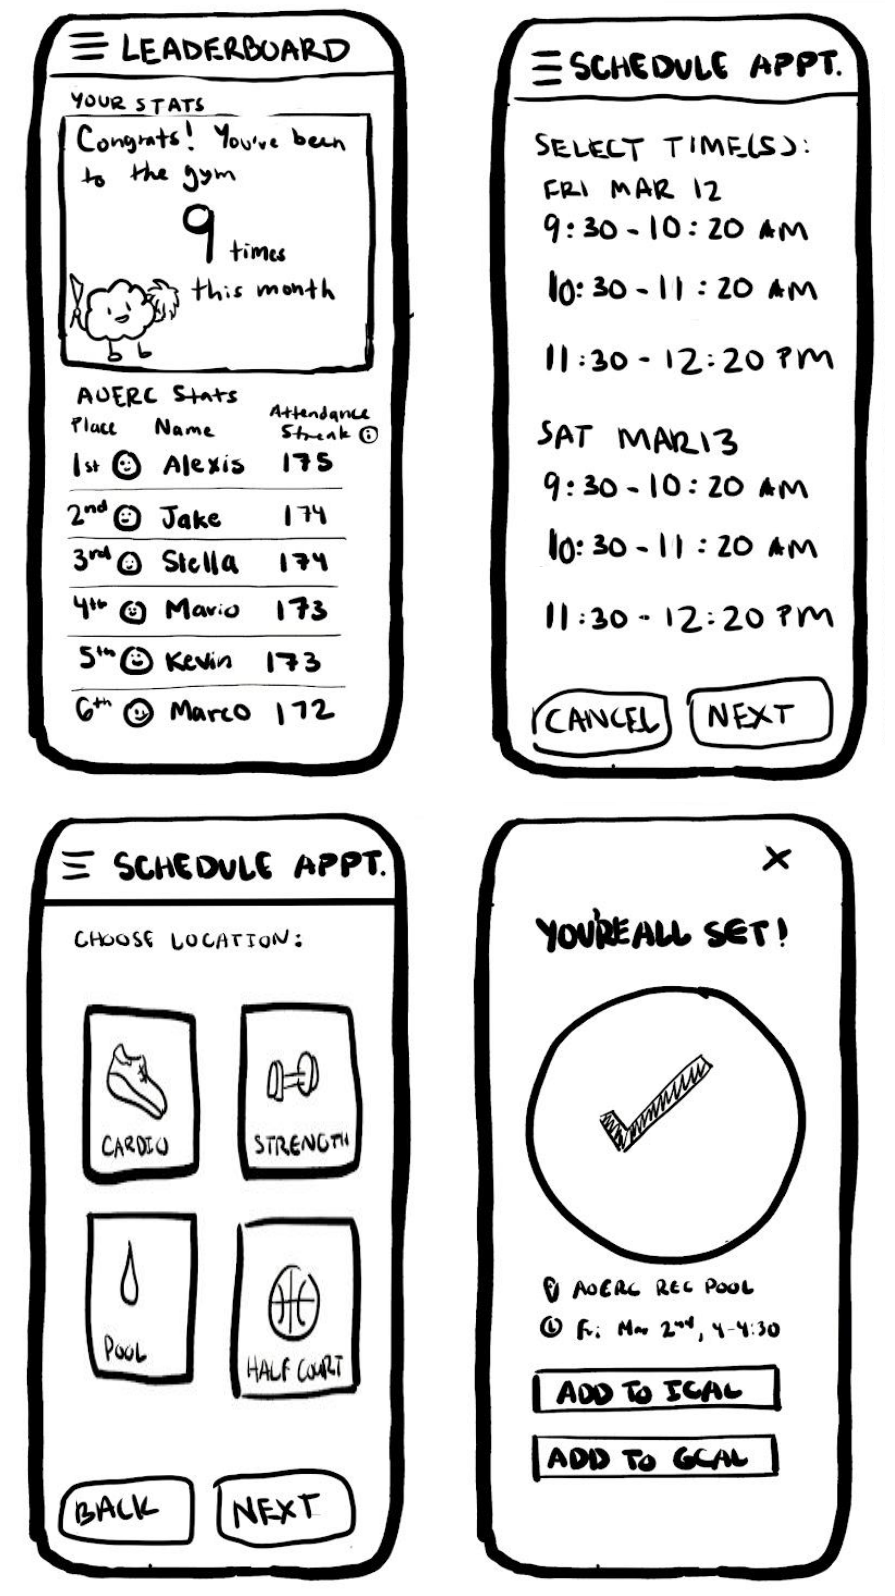 LEADERBOARD
YOUR STATS
Congrats! You've been
to the gym
9 times
this month
AOERC Stats
Place Name Attendance Streak
1st Alexis 175
2nd Jake 174
3rd Stella 174
4th Mario 173
5th Kevin 173
6th Marco 172
SCHEDULE APPT.
SELECT TIME(S):
FRI MAR 12
9:30-10:20 AM
10:30-11:20 AM
11:30-12:20 PM
SAT MAR 13
9:30-10:20 AM
10:30-11:20 AM
11:30-12:20 PM
CANCEL NEXT
SCHEDULE APPT.
CHOOSE LOCATION:
CARDIO STRENGTH
POOL HALF COURT
BACK NEXT
X
YOU'RE ALL SET!
AOERC REC POOL
Fri Mar 2nd, 4-4:30
ADD TO ICAL
ADD TO GCAL